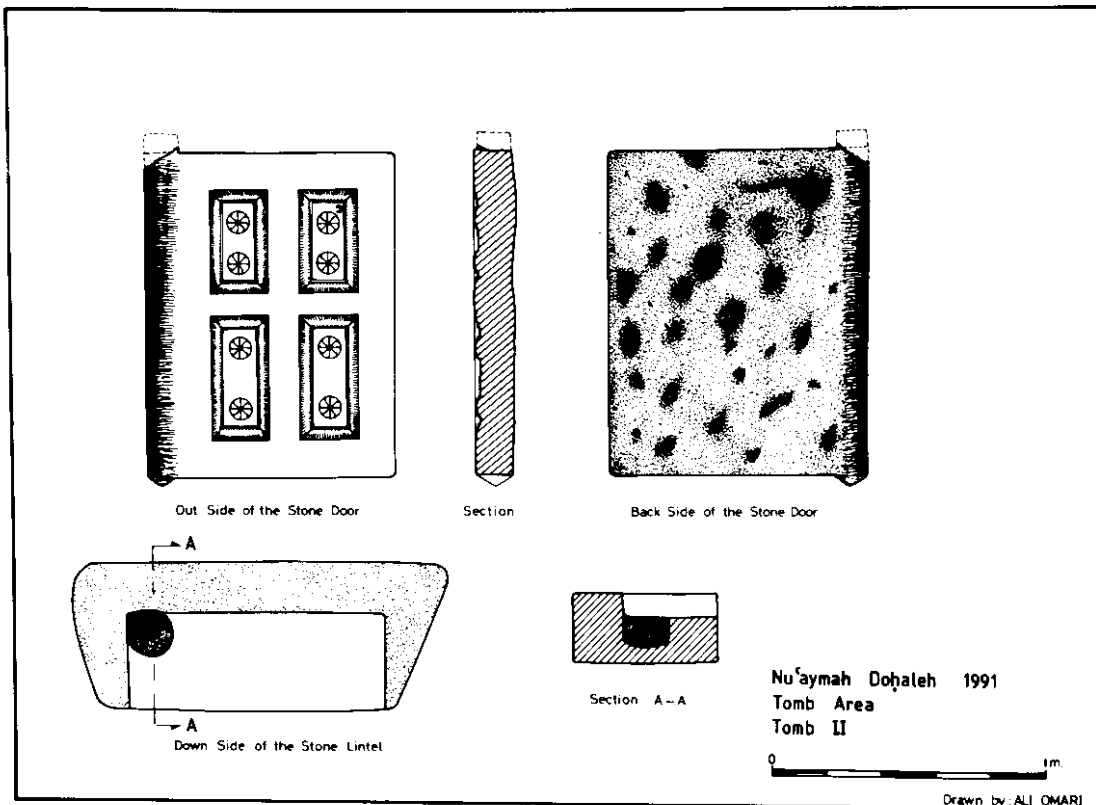 Out Side of the Stone Door
Section
Back Side of the Stone Door
A
A
Down Side of the Stone Lintel
Section A-A
Nuʿaymah Doḥaleh 1991
Tomb Area
Tomb II
0 1m.
Drawn by: ALI OMARI